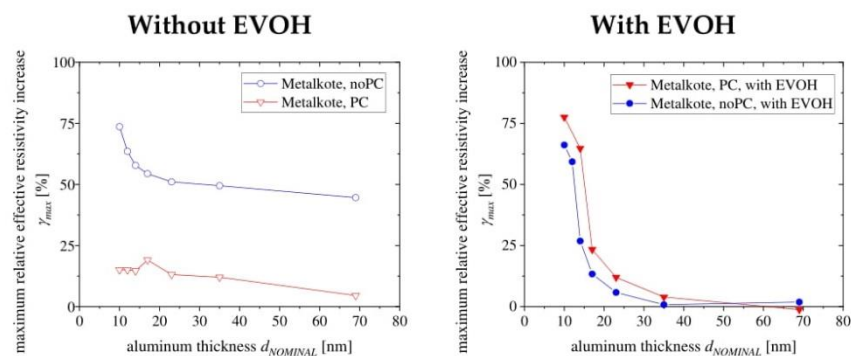 Without EVOH
With EVOH
maximum relative effective resistivity increase
γmax [%]
100
75
50
25
0
Metalkote, noPC
Metalkote, PC
0 10 20 30 40 50 60 70 80
aluminum thickness dNOMINAL [nm]
maximum relative effective resistivity increase
γmax [%]
100
75
50
25
0
Metalkote, PC, with EVOH
Metalkote, noPC, with EVOH
0 10 20 30 40 50 60 70 80
aluminum thickness dNOMINAL [nm]